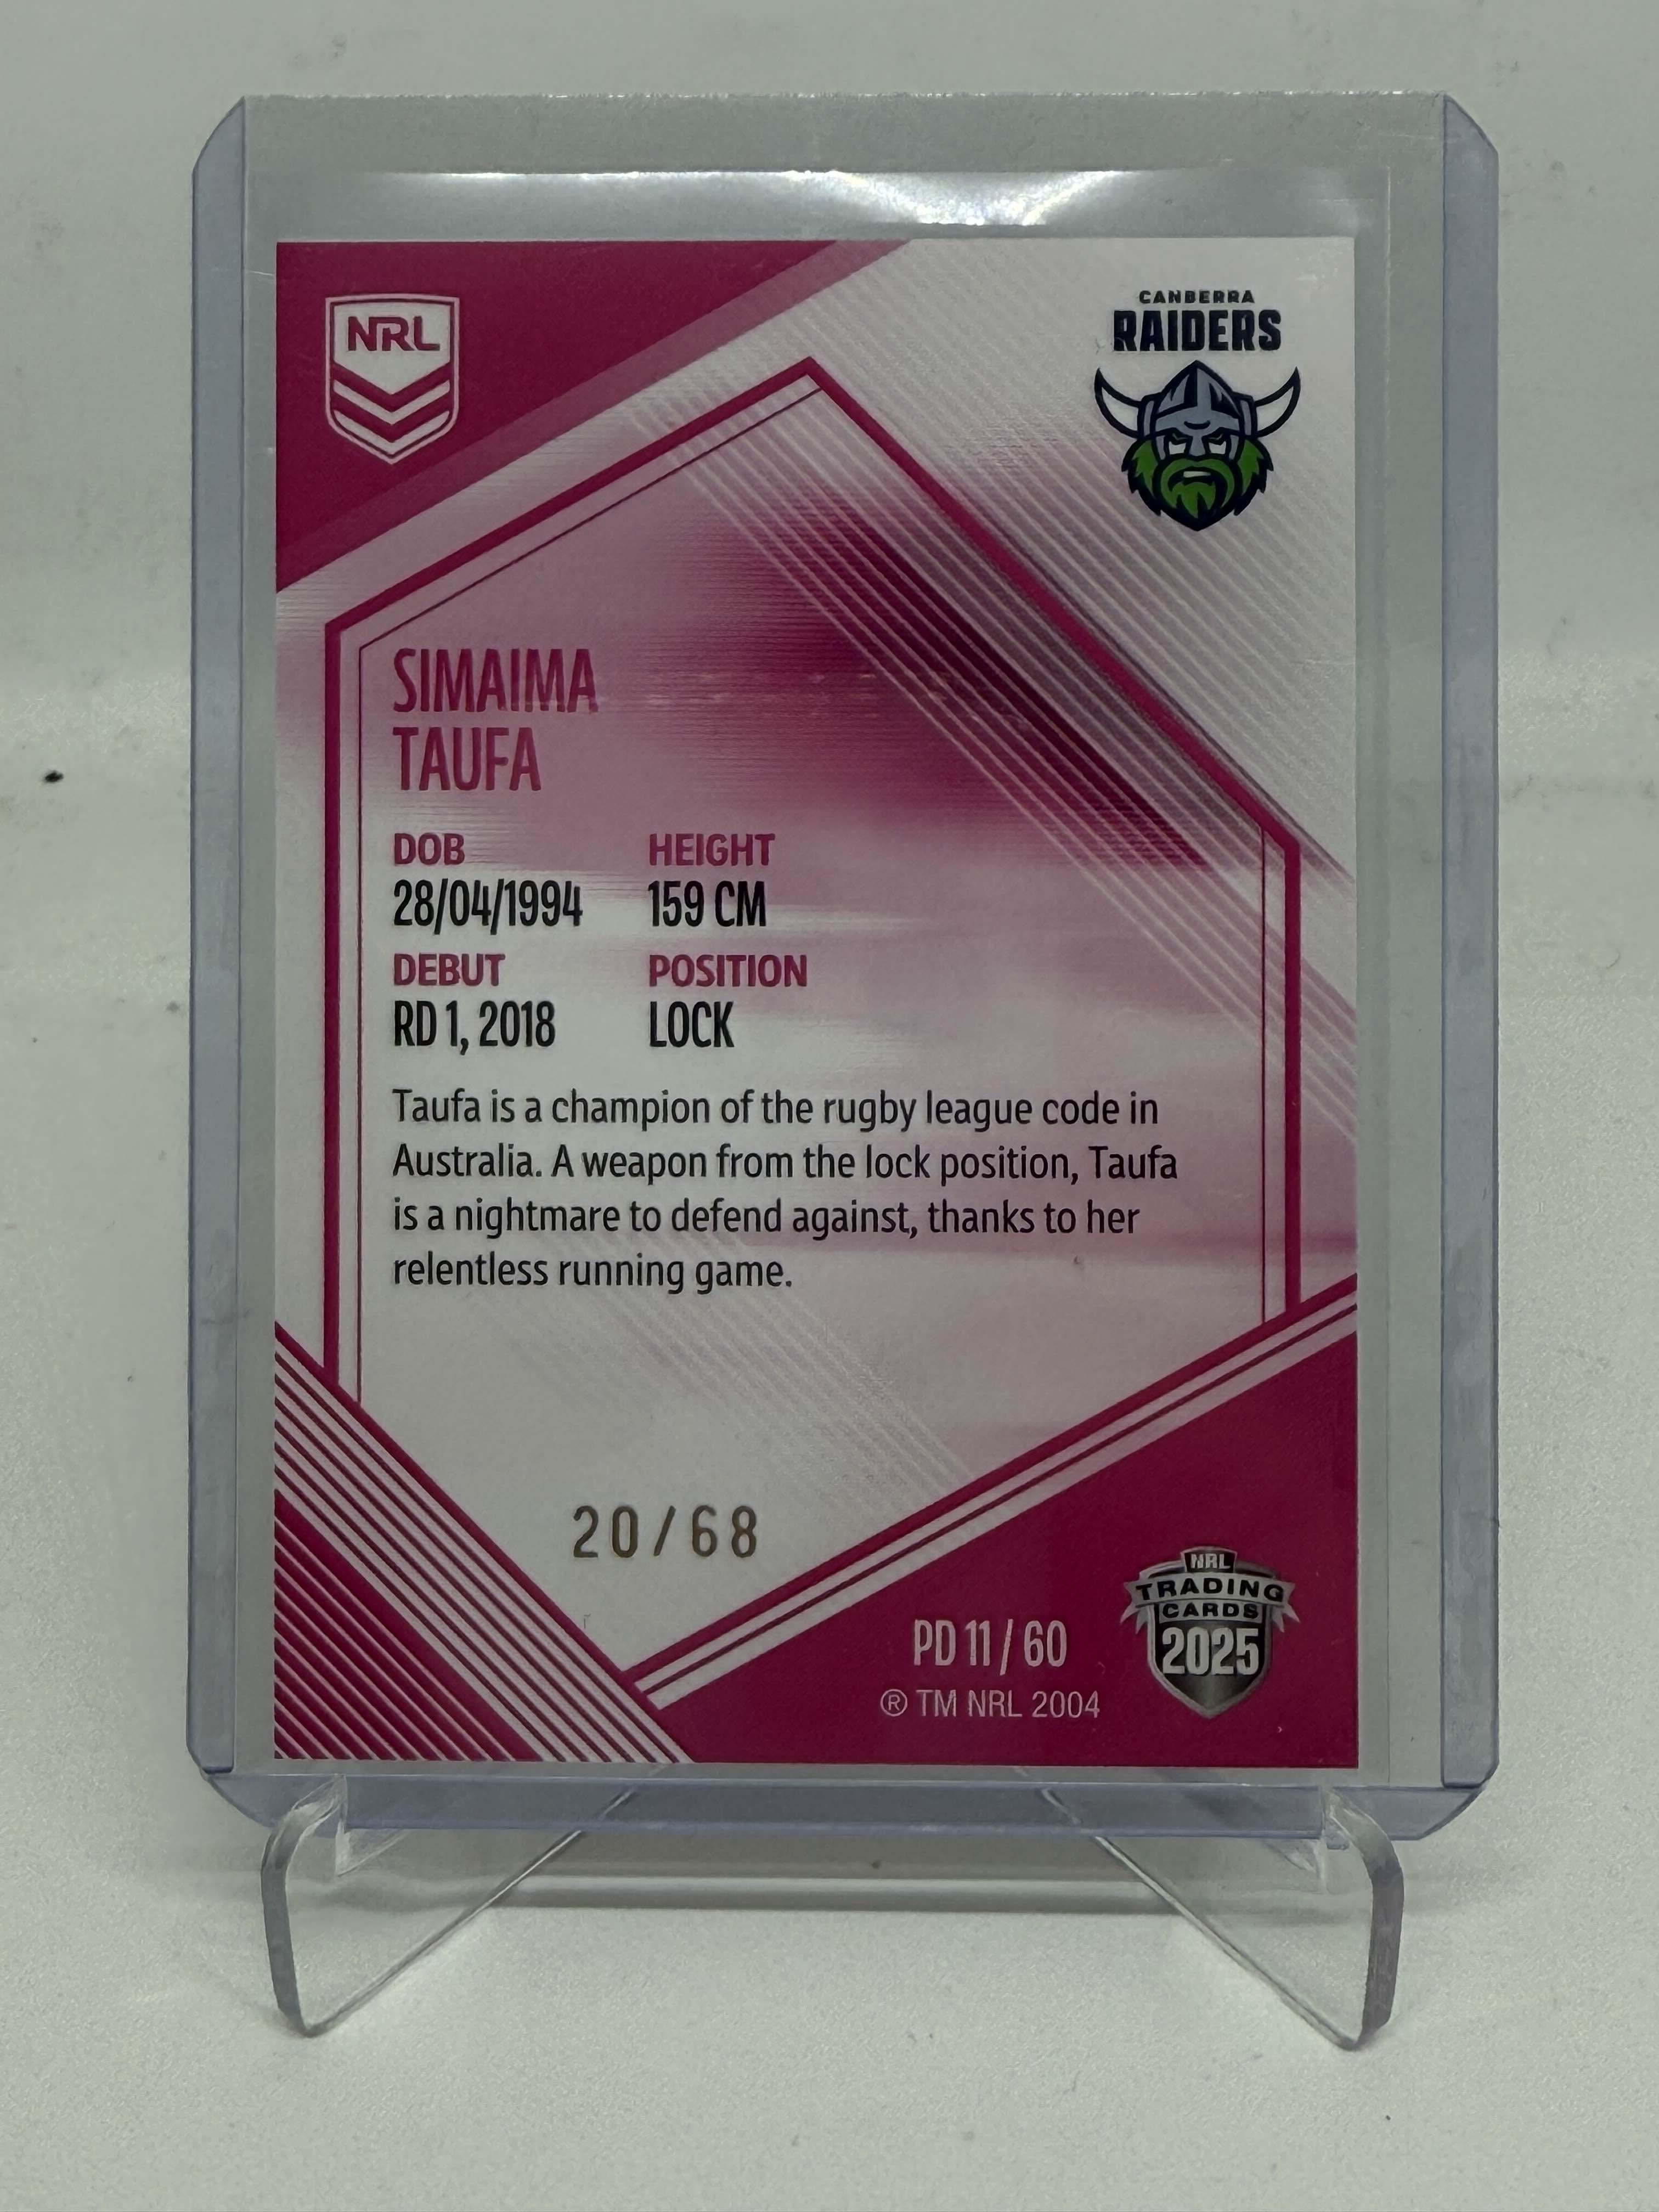 NRL
CANBERRA
RAIDERS
SIMAIMA
TAUFA
DOB
28/04/1994
HEIGHT
159 CM
DEBUT
RD 1, 2018
POSITION
LOCK
Taufa is a champion of the rugby league code in
Australia. A weapon from the lock position, Taufa
is a nightmare to defend against, thanks to her
relentless running game.
20/68
PD 11 / 60
® TM NRL 2004
NRL
TRADING
CARDS
2025